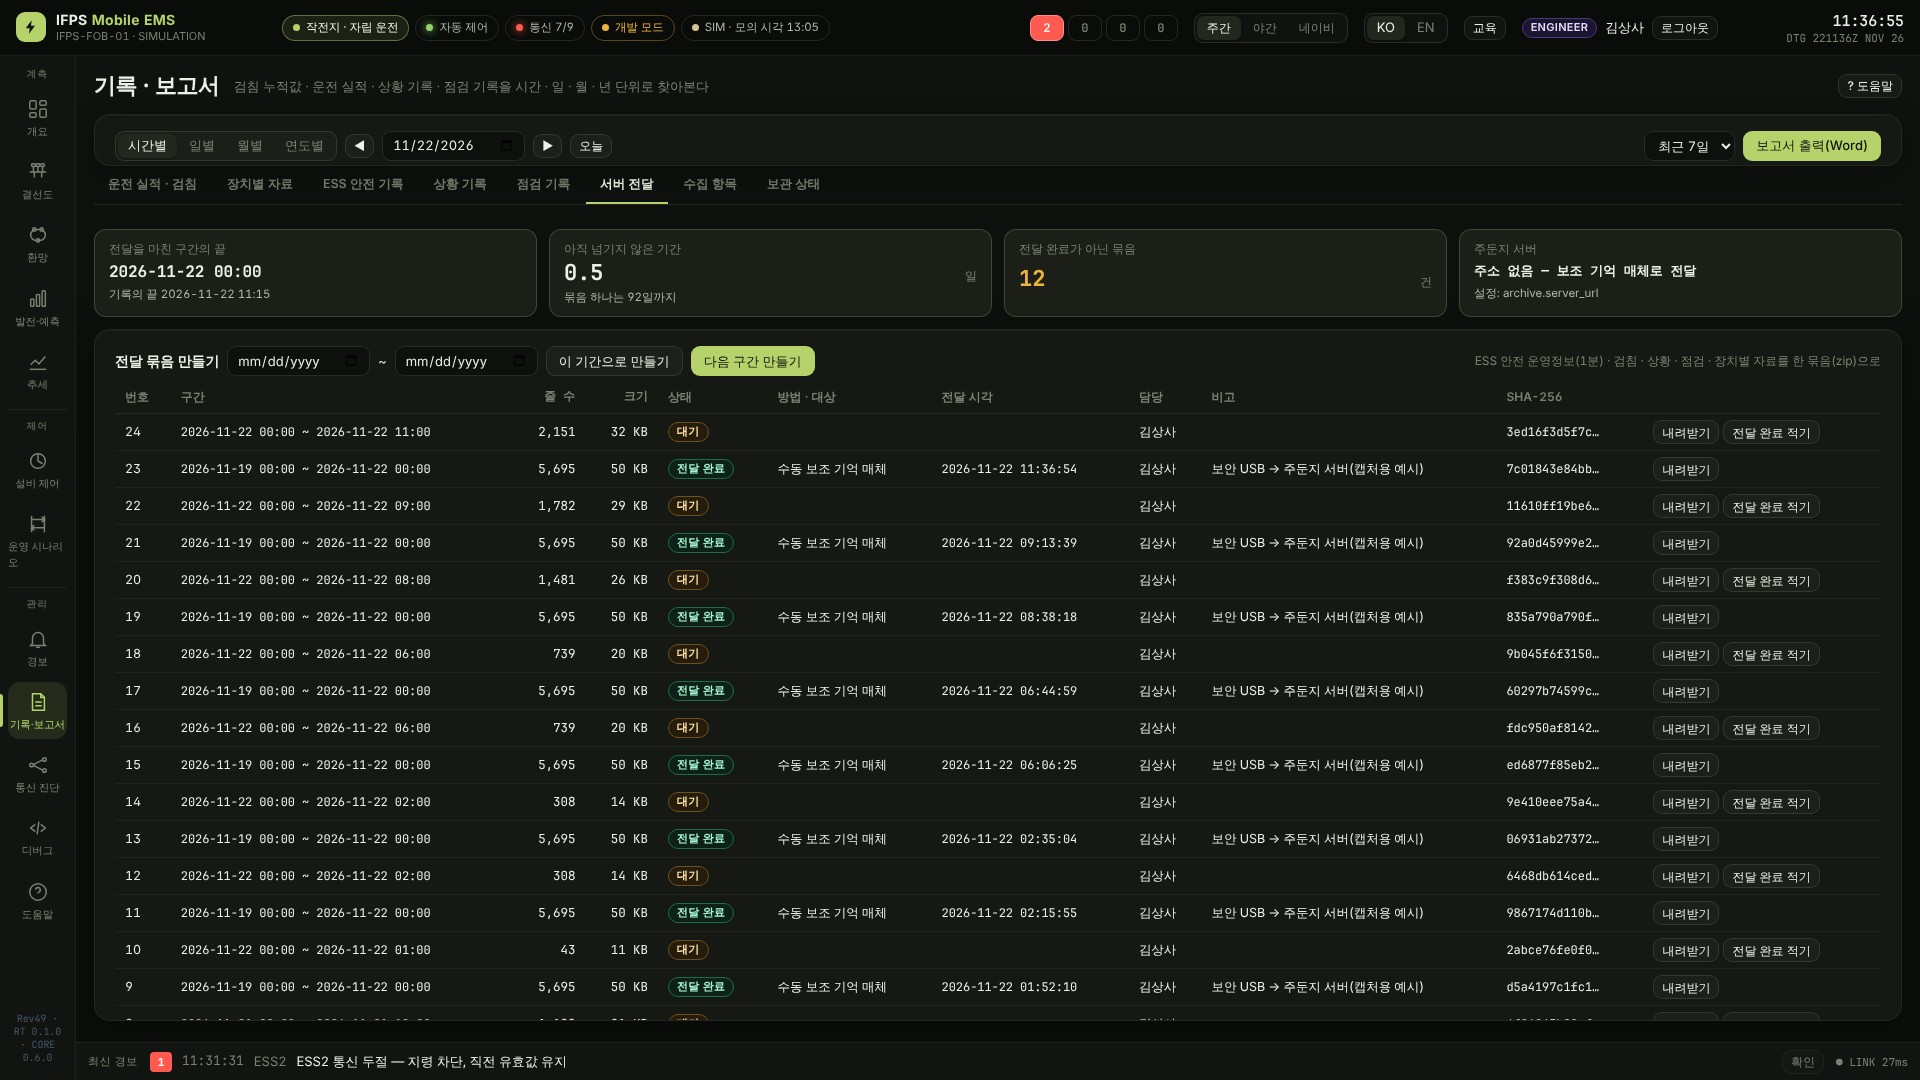 IFPS Mobile EMS
IFPS-FOB-01 · SIMULATION
작전지 · 자립 운전
자동 제어
통신 7/9
개발 모드
SIM · 모의 시각 13:05
2 0 0 0
주간 야간 네이비
KO EN
교육
ENGINEER 김상사 로그아웃
11:36:55
DTG 221136Z NOV 26
계측
개요
결선도
환망
발전·예측
추세
제어
설비 제어
운영 시나리
오
관리
경보
기록·보고서
통신 진단
디버그
도움말
Rev49 ·
RT 0.1.0
· CORE
0.6.0
기록 · 보고서 검침 누적값 · 운전 실적 · 상황 기록 · 점검 기록을 시간 · 일 · 월 · 년 단위로 찾아본다
? 도움말
시간별 일별 월별 연도별 ◀ 11/22/2026 ▶ 오늘
최근 7일 보고서 출력(Word)
운전 실적 · 검침 장치별 자료 ESS 안전 기록 상황 기록 점검 기록 서버 전달 수집 항목 보관 상태
전달을 마친 구간의 끝
2026-11-22 00:00
기록의 끝 2026-11-22 11:15
아직 넘기지 않은 기간
0.5 일
묶음 하나는 92일까지
전달 완료가 아닌 묶음
12 건
주둔지 서버
주소 없음 — 보조 기억 매체로 전달
설정: archive.server_url
전달 묶음 만들기 mm/dd/yyyy ~ mm/dd/yyyy 이 기간으로 만들기 다음 구간 만들기
ESS 안전 운영정보(1분) · 검침 · 상황 · 점검 · 장치별 자료를 한 묶음(zip)으로
번호 구간 줄 수 크기 상태 방법 · 대상 전달 시각 담당 비고 SHA-256
24 2026-11-22 00:00 ~ 2026-11-22 11:00 2,151 32 KB 대기 김상사 3ed16f3d5f7c… 내려받기 전달 완료 적기
23 2026-11-19 00:00 ~ 2026-11-22 00:00 5,695 50 KB 전달 완료 수동 보조 기억 매체 2026-11-22 11:36:54 김상사 보안 USB → 주둔지 서버(캡처용 예시) 7c01843e84bb… 내려받기
22 2026-11-22 00:00 ~ 2026-11-22 09:00 1,782 29 KB 대기 김상사 11610ff19be6… 내려받기 전달 완료 적기
21 2026-11-19 00:00 ~ 2026-11-22 00:00 5,695 50 KB 전달 완료 수동 보조 기억 매체 2026-11-22 09:13:39 김상사 보안 USB → 주둔지 서버(캡처용 예시) 92a0d45999e2… 내려받기
20 2026-11-22 00:00 ~ 2026-11-22 08:00 1,481 26 KB 대기 김상사 f383c9f308d6… 내려받기 전달 완료 적기
19 2026-11-19 00:00 ~ 2026-11-22 00:00 5,695 50 KB 전달 완료 수동 보조 기억 매체 2026-11-22 08:38:18 김상사 보안 USB → 주둔지 서버(캡처용 예시) 835a790a790f… 내려받기
18 2026-11-22 00:00 ~ 2026-11-22 06:00 739 20 KB 대기 김상사 9b045f6f3150… 내려받기 전달 완료 적기
17 2026-11-19 00:00 ~ 2026-11-22 00:00 5,695 50 KB 전달 완료 수동 보조 기억 매체 2026-11-22 06:44:59 김상사 보안 USB → 주둔지 서버(캡처용 예시) 60297b74599c… 내려받기
16 2026-11-22 00:00 ~ 2026-11-22 06:00 739 20 KB 대기 김상사 fdc950af8142… 내려받기 전달 완료 적기
15 2026-11-19 00:00 ~ 2026-11-22 00:00 5,695 50 KB 전달 완료 수동 보조 기억 매체 2026-11-22 06:06:25 김상사 보안 USB → 주둔지 서버(캡처용 예시) ed6877f85eb2… 내려받기
14 2026-11-22 00:00 ~ 2026-11-22 02:00 308 14 KB 대기 김상사 9e410eee75a4… 내려받기 전달 완료 적기
13 2026-11-19 00:00 ~ 2026-11-22 00:00 5,695 50 KB 전달 완료 수동 보조 기억 매체 2026-11-22 02:35:04 김상사 보안 USB → 주둔지 서버(캡처용 예시) 06931ab27372… 내려받기
12 2026-11-22 00:00 ~ 2026-11-22 02:00 308 14 KB 대기 김상사 6468db614ced… 내려받기 전달 완료 적기
11 2026-11-19 00:00 ~ 2026-11-22 00:00 5,695 50 KB 전달 완료 수동 보조 기억 매체 2026-11-22 02:15:55 김상사 보안 USB → 주둔지 서버(캡처용 예시) 9867174d110b… 내려받기
10 2026-11-22 00:00 ~ 2026-11-22 01:00 43 11 KB 대기 김상사 2abce76fe0f0… 내려받기 전달 완료 적기
9 2026-11-19 00:00 ~ 2026-11-22 00:00 5,695 50 KB 전달 완료 수동 보조 기억 매체 2026-11-22 01:52:10 김상사 보안 USB → 주둔지 서버(캡처용 예시) d5a4197c1fc1… 내려받기
최신 경보 1 11:31:31 ESS2 ESS2 통신 두절 — 지령 차단, 직전 유효값 유지
확인 LINK 27ms